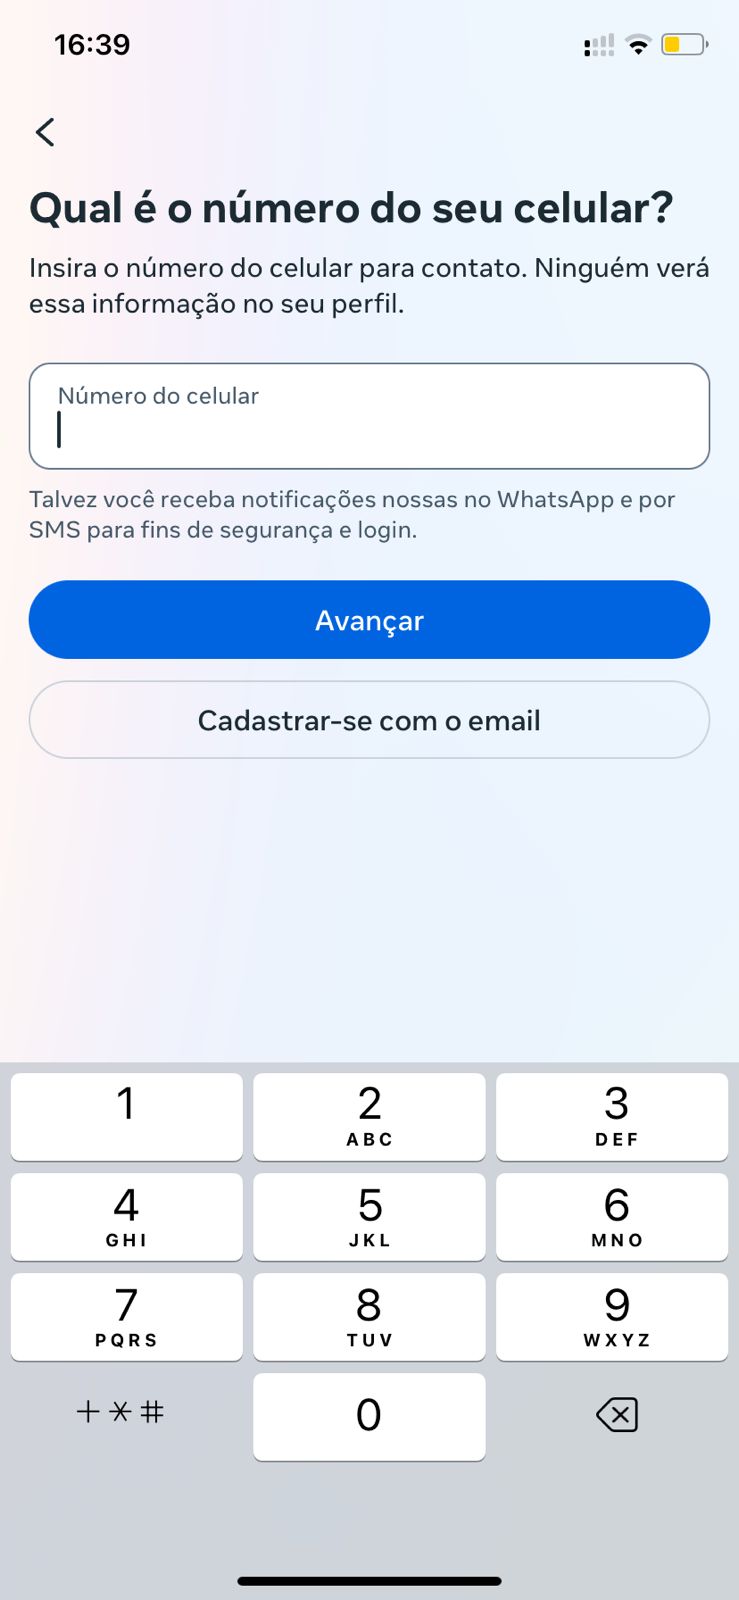 16:39
Qual é o número do seu celular?
Insira o número do celular para contato. Ninguém verá
essa informação no seu perfil.
Número do celular
Talvez você receba notificações nossas no WhatsApp e por
SMS para fins de segurança e login.
Avançar
Cadastrar-se com o email
1
2
ABC
3
DEF
4
GHI
5
JKL
6
MNO
7
PQRS
8
TUV
9
WXYZ
+*#
0